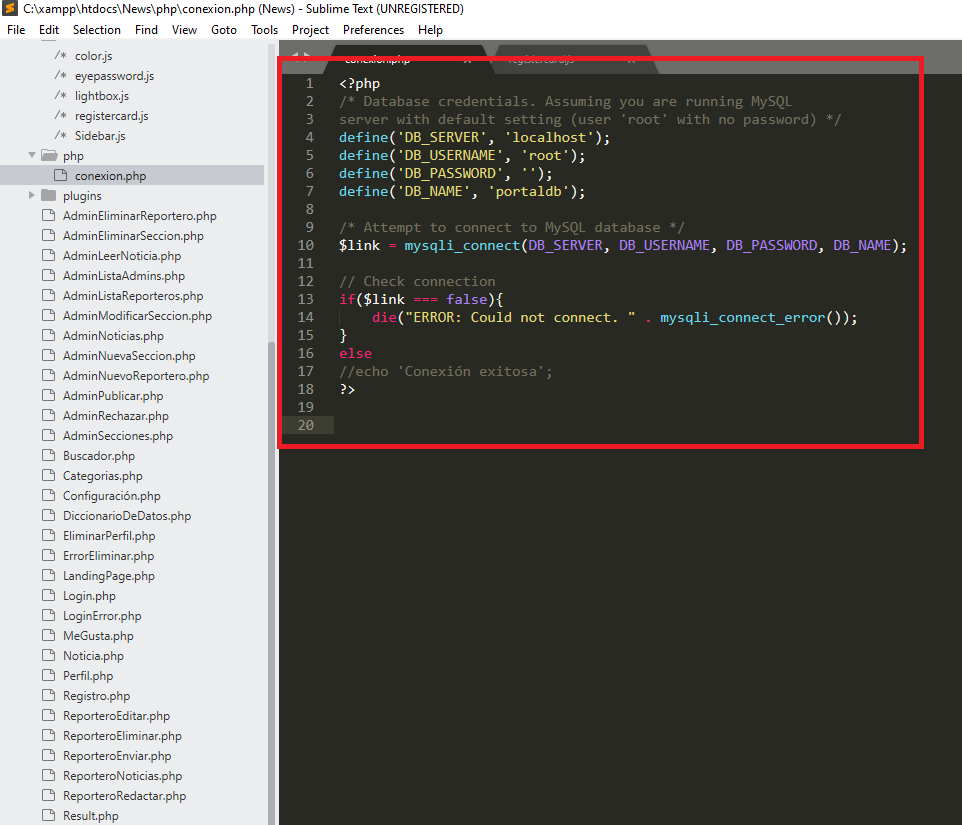 C:\xampp\htdocs\News\php\conexion.php (News) - Sublime Text (UNREGISTERED)
File Edit Selection Find View Goto Tools Project Preferences Help
/* color.js
/* eyepassword.js
/* lightbox.js
/* registercard.js
/* Sidebar.js
php
conexion.php
plugins
AdminEliminarReportero.php
AdminEliminarSeccion.php
AdminLeerNoticia.php
AdminListaAdmins.php
AdminListaReporteros.php
AdminModificarSeccion.php
AdminNoticias.php
AdminNuevaSeccion.php
AdminNuevoReportero.php
AdminPublicar.php
AdminRechazar.php
AdminSecciones.php
Buscador.php
Categorias.php
Configuración.php
DiccionarioDeDatos.php
EliminarPerfil.php
ErrorEliminar.php
LandingPage.php
Login.php
LoginError.php
MeGusta.php
Noticia.php
Perfil.php
Registro.php
ReporteroEditar.php
ReporteroEliminar.php
ReporteroEnviar.php
ReporteroNoticias.php
ReporteroRedactar.php
Result.php
conexion.php registercard.js
1 <?php
2 /* Database credentials. Assuming you are running MySQL
3 server with default setting (user 'root' with no password) */
4 define('DB_SERVER', 'localhost');
5 define('DB_USERNAME', 'root');
6 define('DB_PASSWORD', '');
7 define('DB_NAME', 'portaldb');
8
9 /* Attempt to connect to MySQL database */
10 $link = mysqli_connect(DB_SERVER, DB_USERNAME, DB_PASSWORD, DB_NAME);
11
12 // Check connection
13 if($link === false){
14 die("ERROR: Could not connect. " . mysqli_connect_error());
15 }
16 else
17 //echo 'Conexión exitosa';
18 ?>
19
20